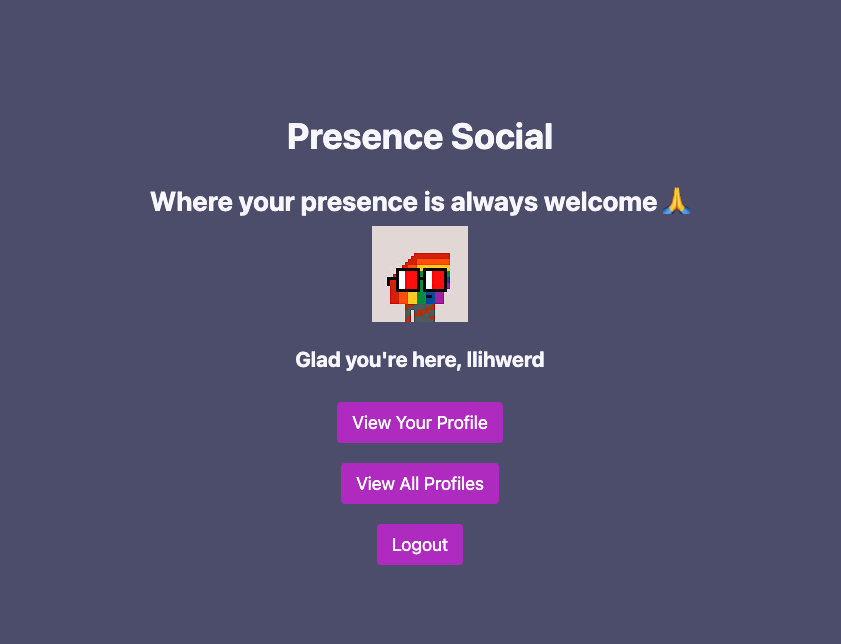 Presence Social
Where your presence is always welcome 🙏
Glad you're here, llihwerd
View Your Profile
View All Profiles
Logout